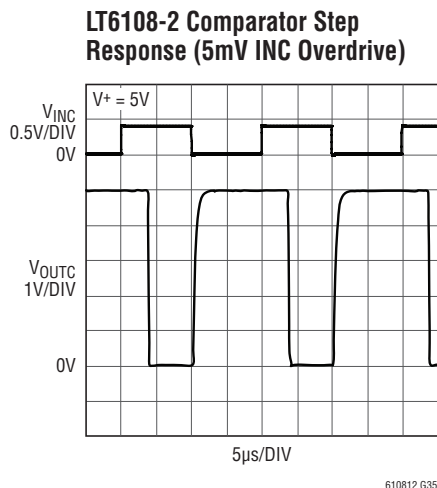 LT6108-2 Comparator Step
Response (5mV INC Overdrive)
V+ = 5V
VINC
0.5V/DIV
0V
VOUTC
1V/DIV
0V
5µs/DIV
610812 G35